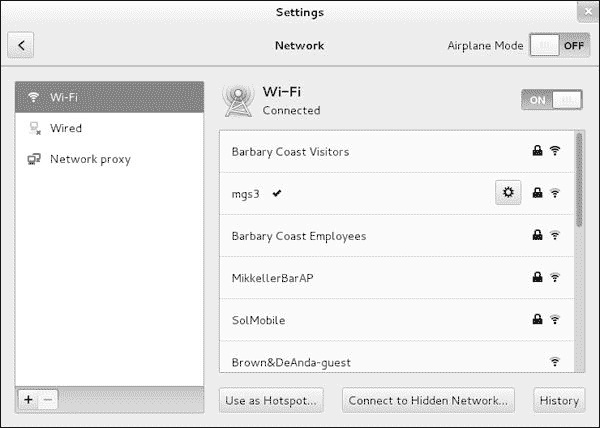 Settings
Network
Airplane Mode
OFF
Wi-Fi
Wired
Network proxy
Wi-Fi
Connected
ON
Barbary Coast Visitors
mgs3
Barbary Coast Employees
MikkellerBarAP
SolMobile
Brown&DeAnda-guest
Use as Hotspot...
Connect to Hidden Network...
History